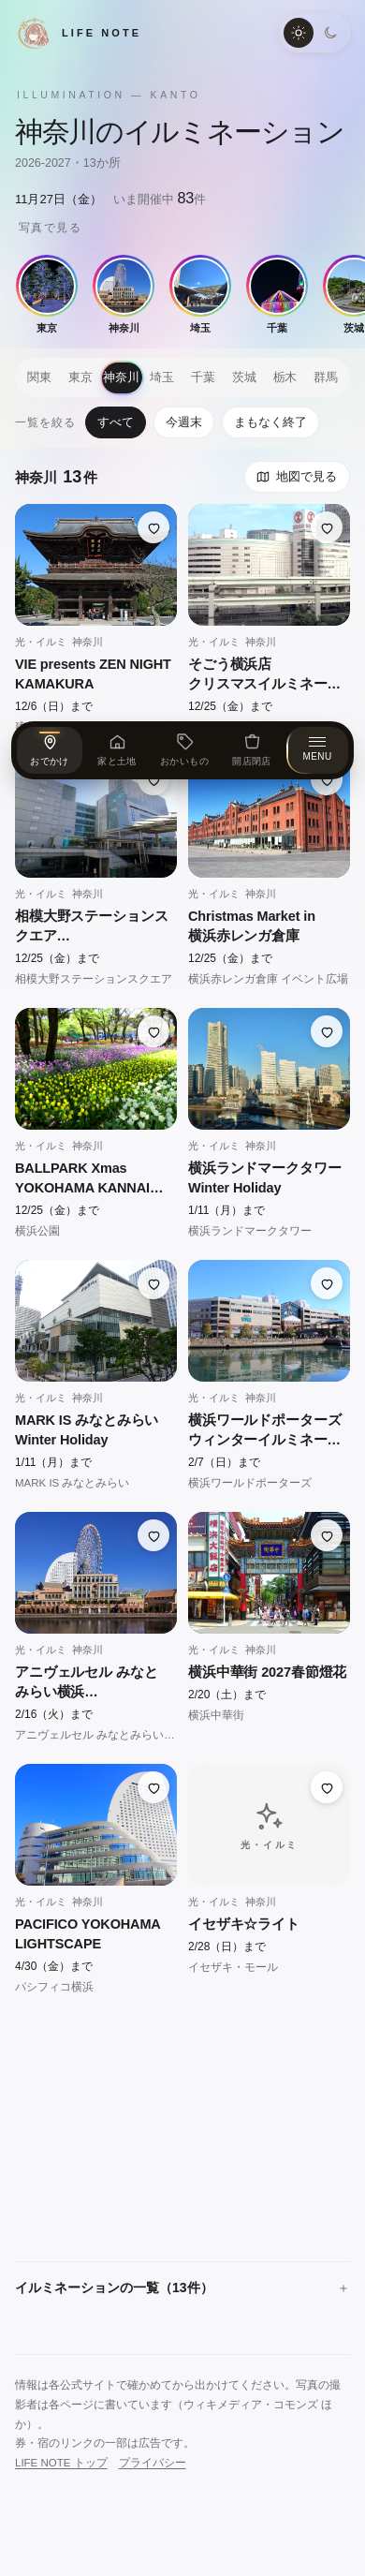 LIFE NOTE
ILLUMINATION — KANTO
神奈川のイルミネーション
2026-2027・13か所
11月27日（金） いま開催中 83件
写真で見る
東京 神奈川 埼玉 千葉 茨城
関東 東京 神奈川 埼玉 千葉 茨城 栃木 群馬
一覧を絞る すべて 今週末 まもなく終了
神奈川 13件 地図で見る
光・イルミ 神奈川
VIE presents ZEN NIGHT
KAMAKURA
12/6（日）まで
光・イルミ 神奈川
そごう横浜店
クリスマスイルミネー…
12/25（金）まで
おでかけ 家と土地 おかいもの 開店閉店 MENU
光・イルミ 神奈川
相模大野ステーションス
クエア…
12/25（金）まで
相模大野ステーションスクエア
光・イルミ 神奈川
Christmas Market in
横浜赤レンガ倉庫
12/25（金）まで
横浜赤レンガ倉庫 イベント広場
光・イルミ 神奈川
BALLPARK Xmas
YOKOHAMA KANNAI…
12/25（金）まで
横浜公園
光・イルミ 神奈川
横浜ランドマークタワー
Winter Holiday
1/11（月）まで
横浜ランドマークタワー
光・イルミ 神奈川
MARK IS みなとみらい
Winter Holiday
1/11（月）まで
MARK IS みなとみらい
光・イルミ 神奈川
横浜ワールドポーターズ
ウィンターイルミネー…
2/7（日）まで
横浜ワールドポーターズ
光・イルミ 神奈川
アニヴェルセル みなと
みらい横浜…
2/16（火）まで
アニヴェルセル みなとみらい…
光・イルミ 神奈川
横浜中華街 2027春節燈花
2/20（土）まで
横浜中華街
光・イルミ 神奈川
PACIFICO YOKOHAMA
LIGHTSCAPE
4/30（金）まで
パシフィコ横浜
光・イルミ
光・イルミ 神奈川
イセザキ☆ライト
2/28（日）まで
イセザキ・モール
イルミネーションの一覧（13件） +
情報は各公式サイトで確かめてから出かけてください。写真の撮
影者は各ページに書いています（ウィキメディア・コモンズ ほ
か）。
券・宿のリンクの一部は広告です。
LIFE NOTE トップ プライバシー